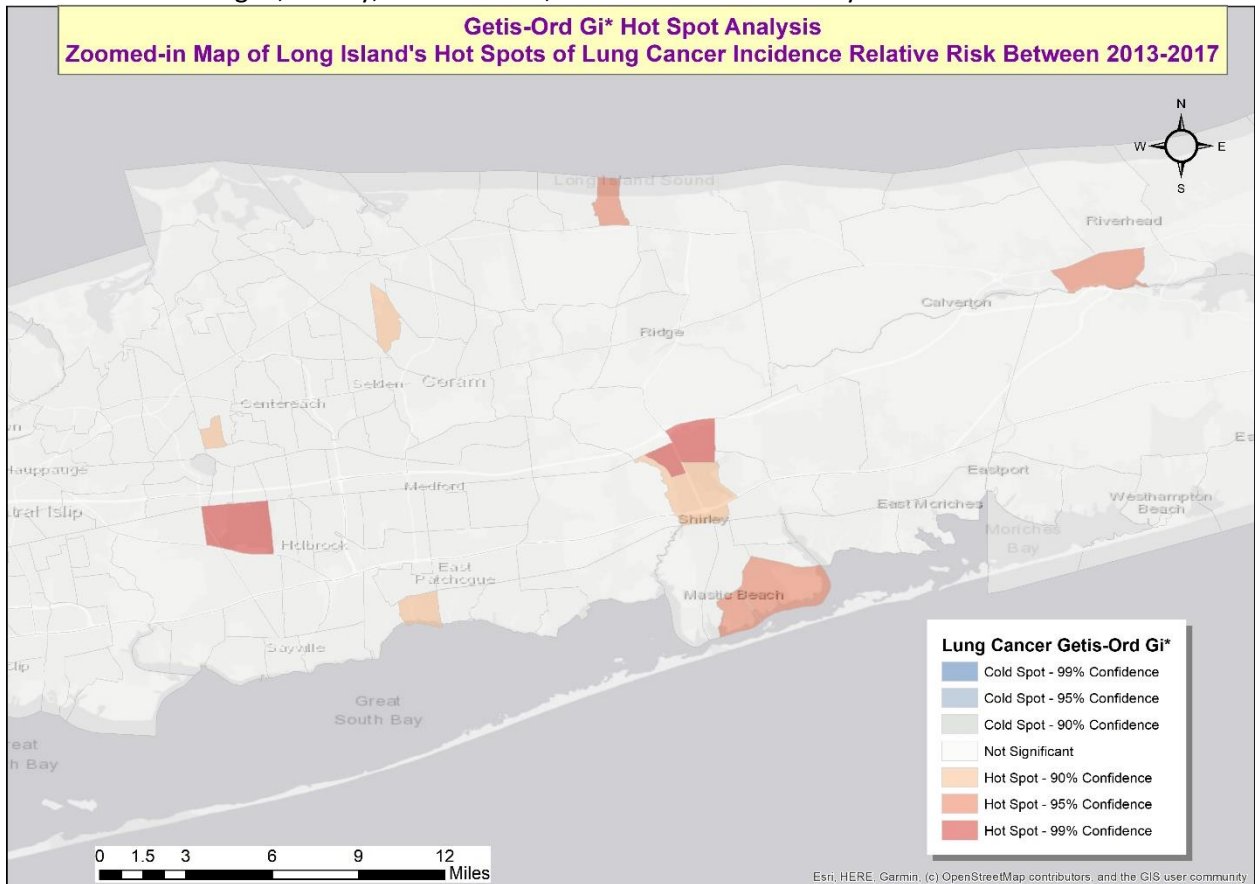 Getis-Ord Gi* Hot Spot Analysis
Zoomed-in Map of Long Island's Hot Spots of Lung Cancer Incidence Relative Risk Between 2013-2017
N
W E
S
Long Island Sound
Riverhead
Calverton
Ridge
Selden
Coram
Centereach
Hauppauge
Medford
Eastport
tral Islip
Shirley
East Moriches
Westhampton
Beach
Holbrook
Moriches
Bay
East
Patchogue
Mastic Beach
Sayville
slip
Great
South Bay
reat
h Bay
Lung Cancer Getis-Ord Gi*
Cold Spot - 99% Confidence
Cold Spot - 95% Confidence
Cold Spot - 90% Confidence
Not Significant
Hot Spot - 90% Confidence
Hot Spot - 95% Confidence
Hot Spot - 99% Confidence
0 1.5 3 6 9 12
Miles
Esri, HERE, Garmin, (c) OpenStreetMap contributors, and the GIS user community